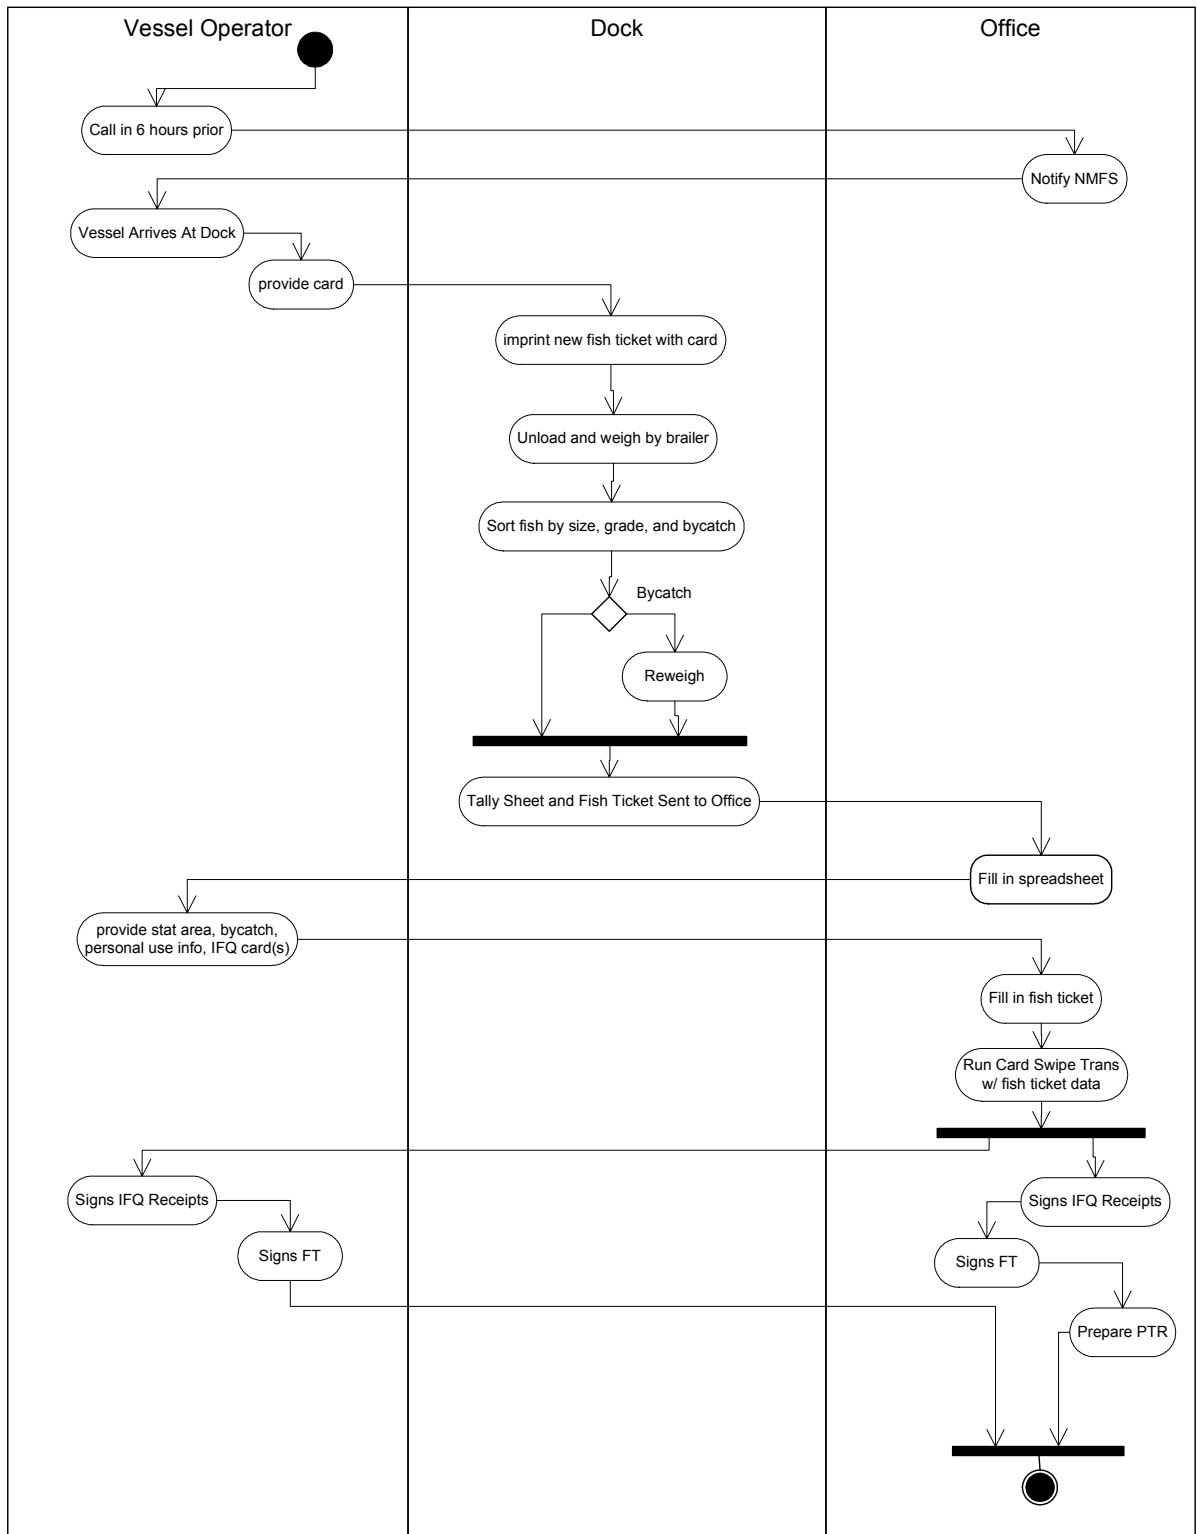 Vessel Operator
Dock
Office
Call in 6 hours prior
Notify NMFS
Vessel Arrives At Dock
provide card
imprint new fish ticket with card
Unload and weigh by brailer
Sort fish by size, grade, and bycatch
Bycatch
Reweigh
Tally Sheet and Fish Ticket Sent to Office
Fill in spreadsheet
provide stat area, bycatch,
personal use info, IFQ card(s)
Fill in fish ticket
Run Card Swipe Trans
w/ fish ticket data
Signs IFQ Receipts
Signs IFQ Receipts
Signs FT
Signs FT
Prepare PTR